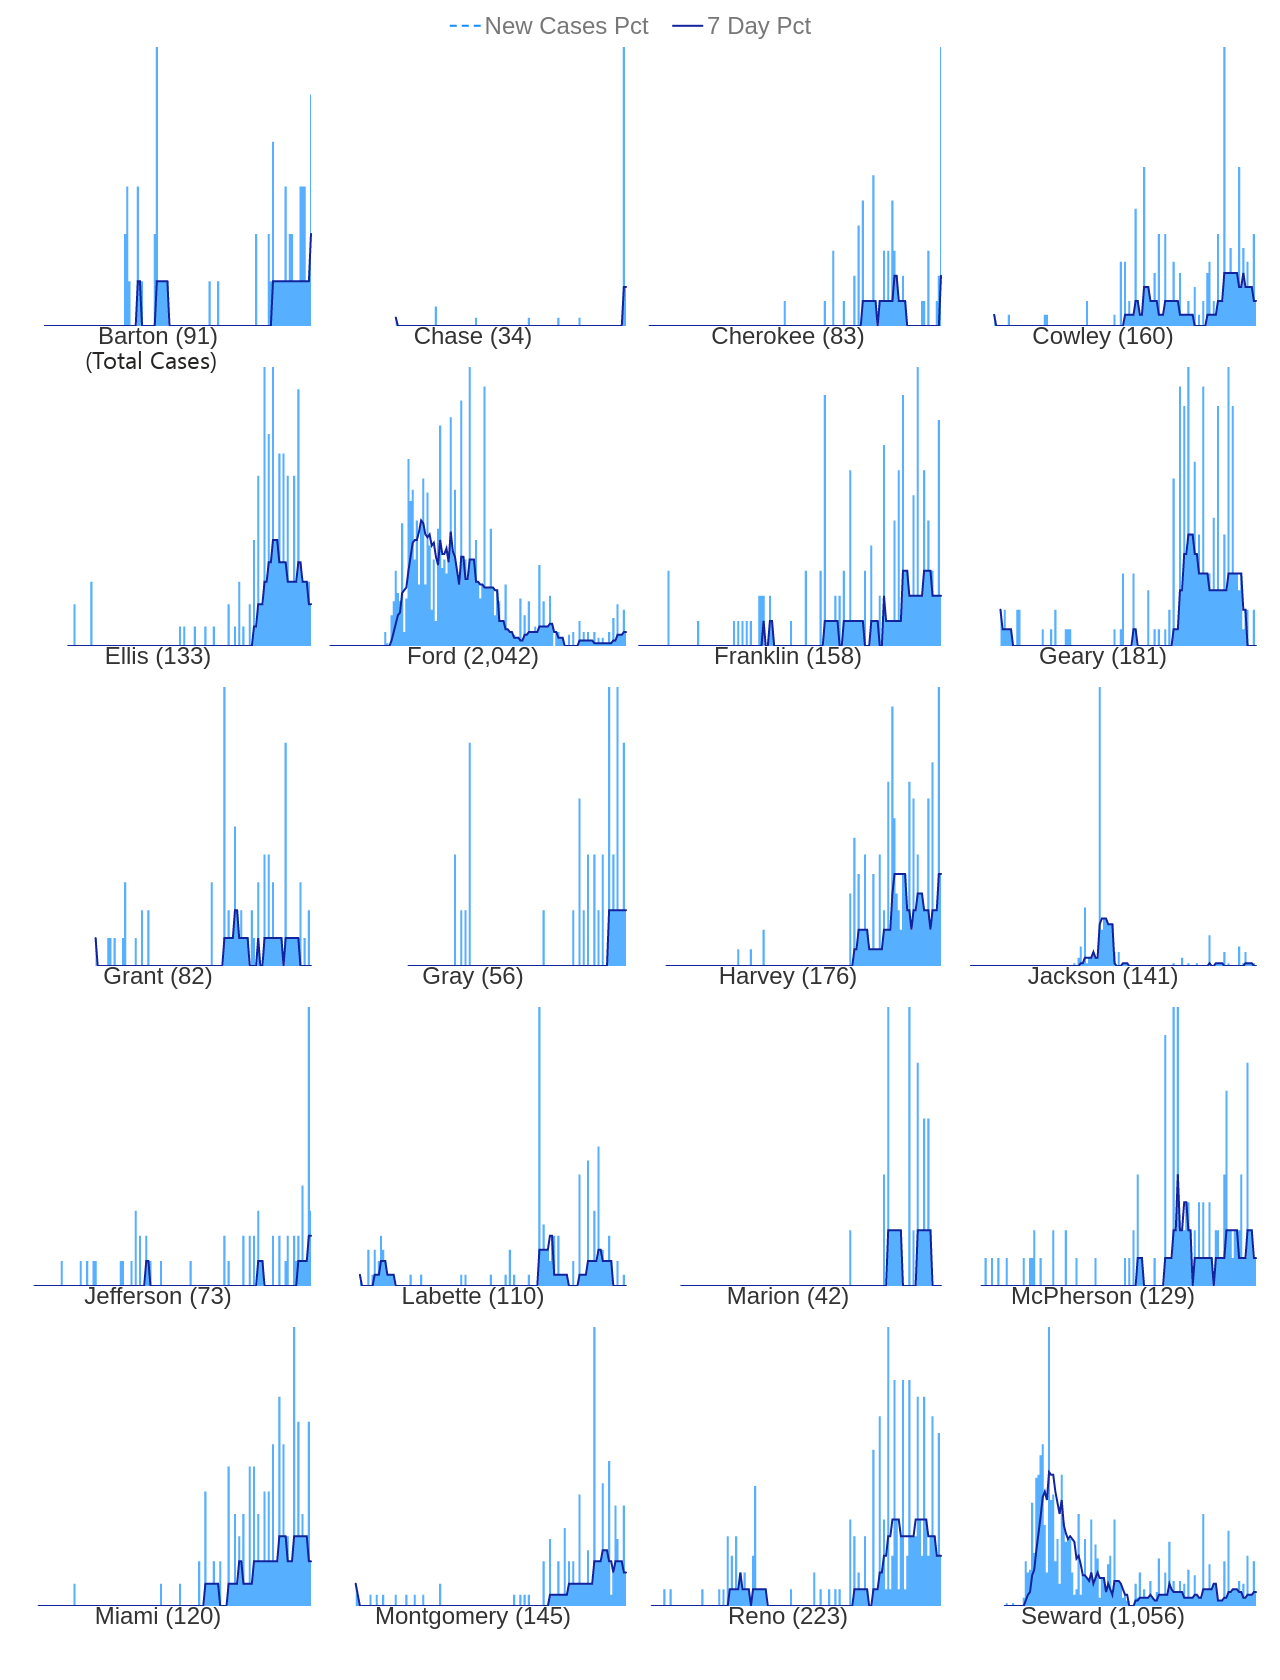 New Cases Pct 7 Day Pct
Barton (91) Chase (34) Cherokee (83) Cowley (160)
(Total Cases)
Ellis (133) Ford (2,042) Franklin (158) Geary (181)
Grant (82) Gray (56) Harvey (176) Jackson (141)
Jefferson (73) Labette (110) Marion (42) McPherson (129)
Miami (120) Montgomery (145) Reno (223) Seward (1,056)